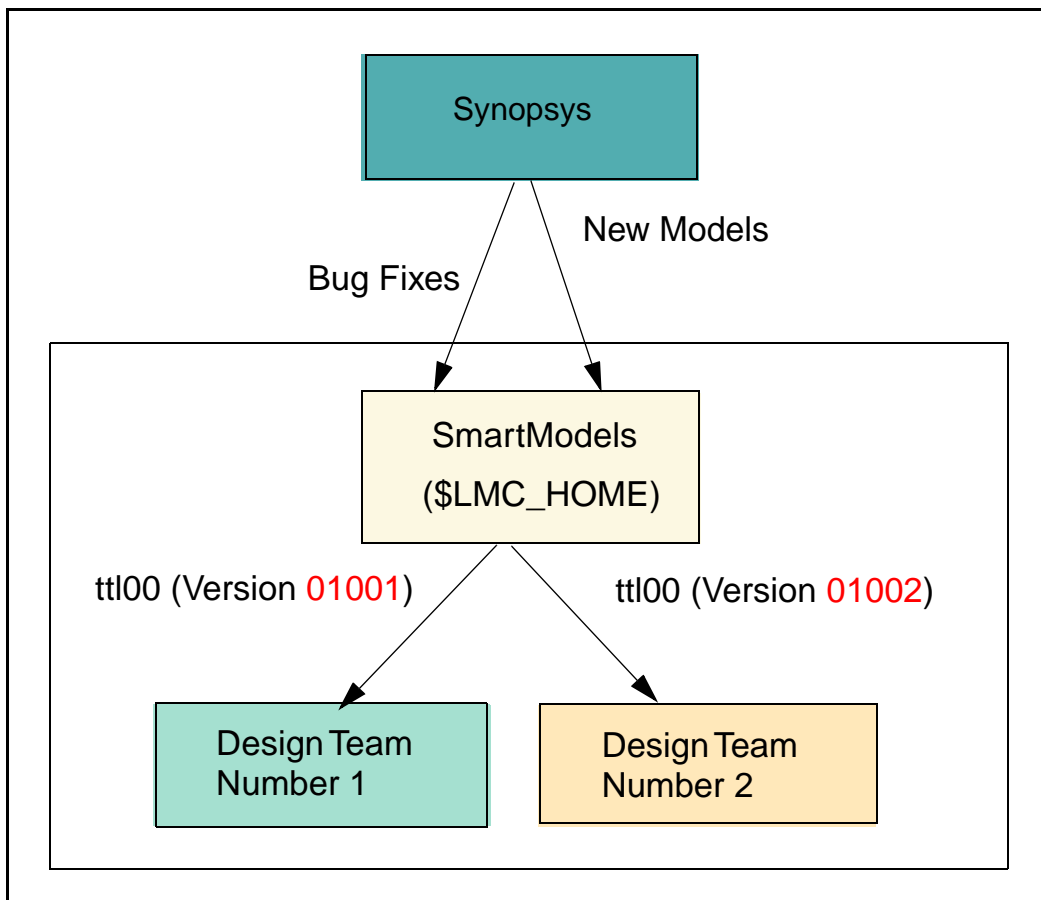 Synopsys
New Models
Bug Fixes
SmartModels
($LMC_HOME)
ttl00 (Version 01001)
ttl00 (Version 01002)
Design Team
Number 1
Design Team
Number 2